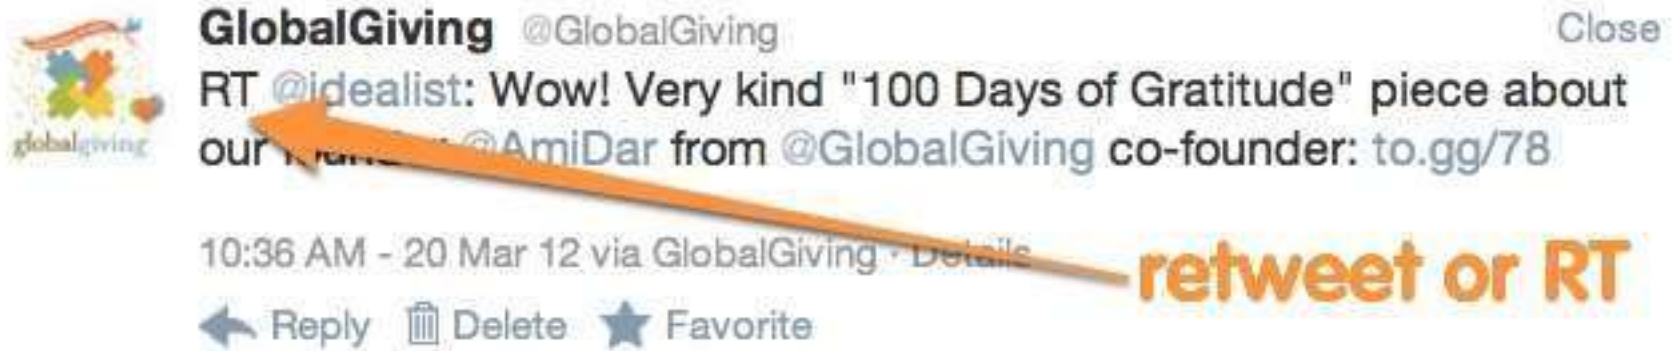 GlobalGiving @GlobalGiving Close
RT @idealist: Wow! Very kind "100 Days of Gratitude" piece about
our founder @AmiDar from @GlobalGiving co-founder: to.gg/78
10:36 AM - 20 Mar 12 via GlobalGiving · Details
retweet or RT
Reply Delete Favorite
globalgiving